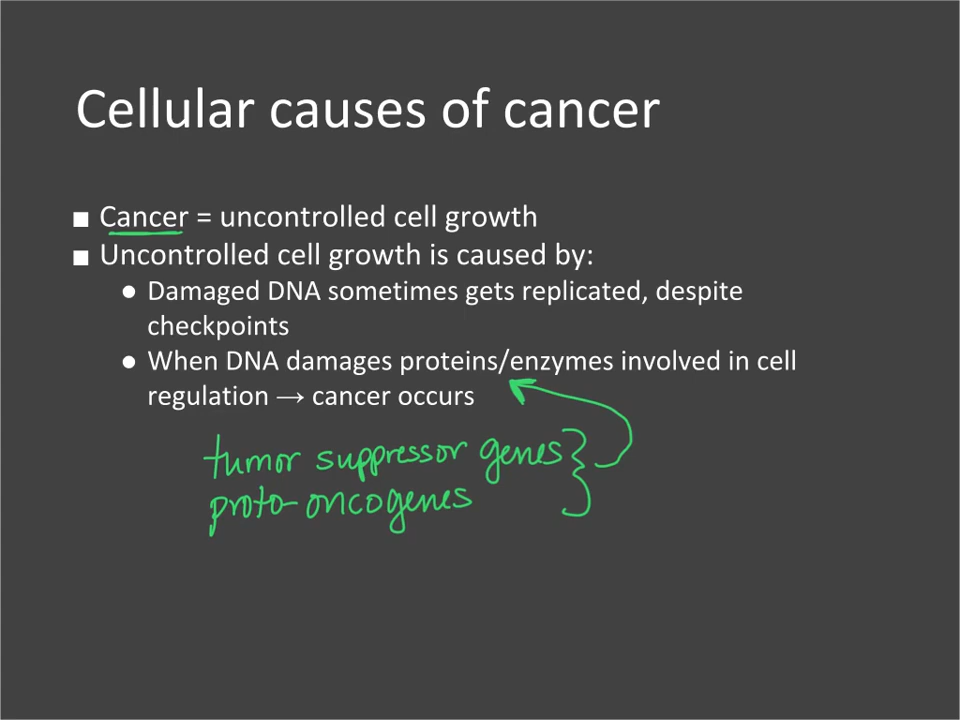 Cellular causes of cancer
■ Cancer = uncontrolled cell growth
■ Uncontrolled cell growth is caused by:
● Damaged DNA sometimes gets replicated, despite
checkpoints
● When DNA damages proteins/enzymes involved in cell
regulation → cancer occurs
tumor suppressor genes
proto-oncogenes